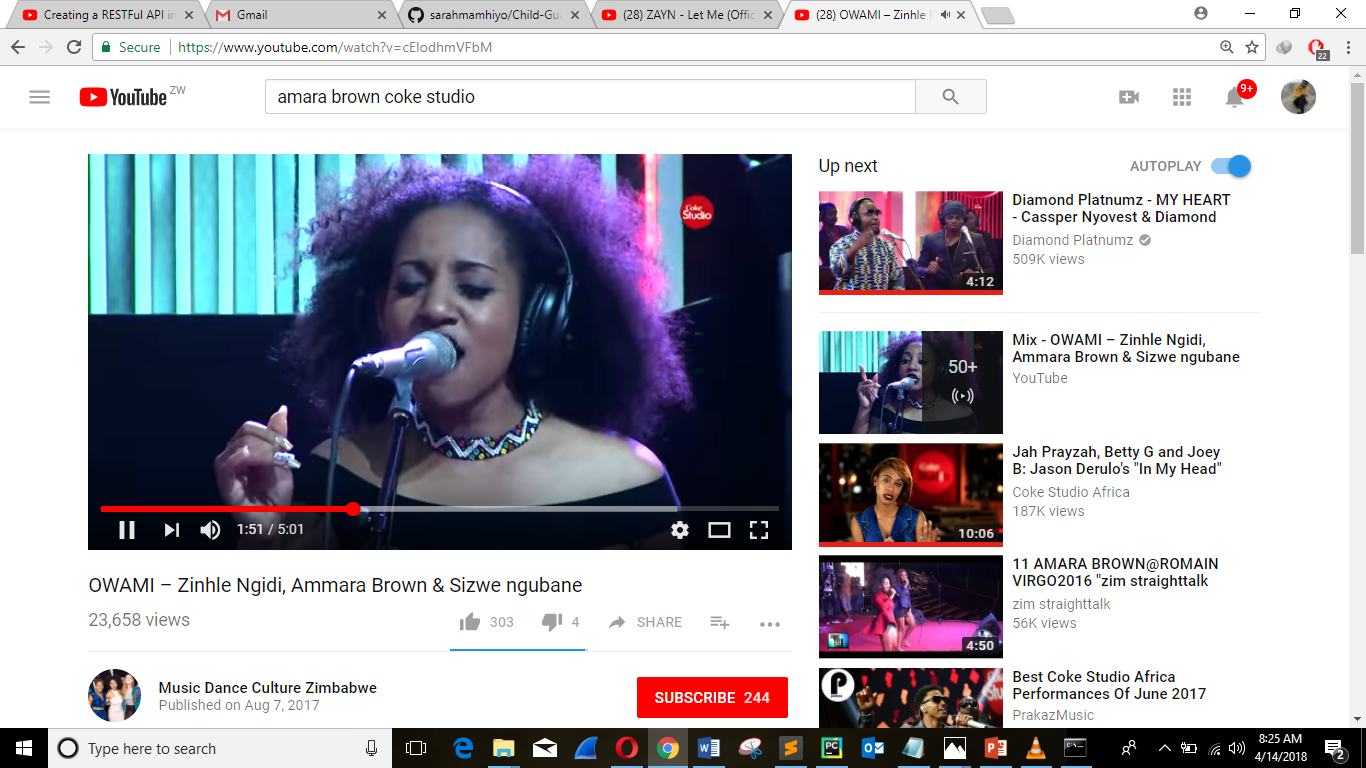 Creating a RESTFul API in
Gmail
sarahmamhiyo/Child-Gua
(28) ZAYN - Let Me (Offic
(28) OWAMI – Zinhle
Secure
https://www.youtube.com/watch?v=cEIodhmVFbM
22
YouTube ZW
amara brown coke studio
9+
Coke
Studio
1:51 / 5:01
OWAMI – Zinhle Ngidi, Ammara Brown & Sizwe ngubane
23,658 views
303
4
SHARE
Music Dance Culture Zimbabwe
Published on Aug 7, 2017
SUBSCRIBE 244
Up next
AUTOPLAY
4:12
Diamond Platnumz - MY HEART
- Cassper Nyovest & Diamond
Diamond Platnumz
509K views
50+
Mix - OWAMI – Zinhle Ngidi,
Ammara Brown & Sizwe ngubane
YouTube
10:06
Jah Prayzah, Betty G and Joey
B: Jason Derulo's "In My Head"
Coke Studio Africa
187K views
4:50
11 AMARA BROWN@ROMAIN
VIRGO2016 "zim straighttalk
zim straighttalk
56K views
Best Coke Studio Africa
Performances Of June 2017
PrakazMusic
Type here to search
8:25 AM
4/14/2018
2